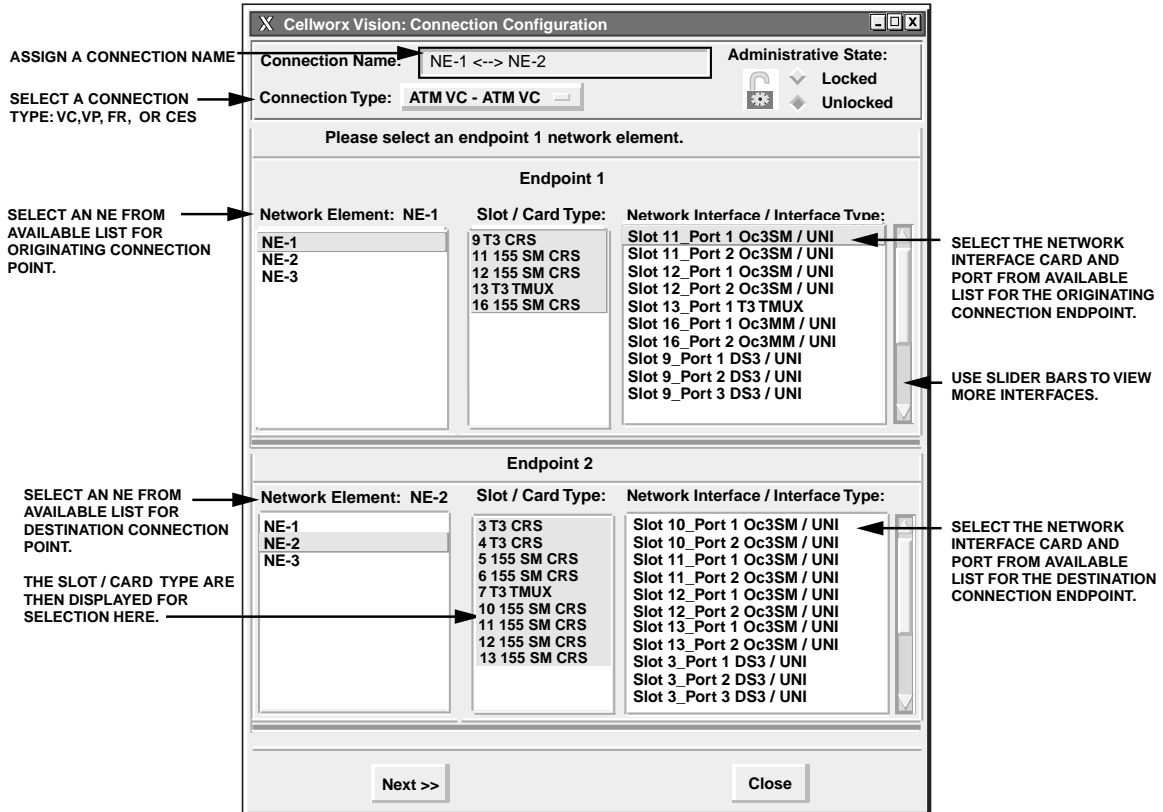 X Cellworx Vision: Connection Configuration
X
ASSIGN A CONNECTION NAME
Connection Name:
NE-1 <--> NE-2
Administrative State:
Locked
Unlocked
SELECT A CONNECTION
TYPE: VC,VP, FR, OR CES
Connection Type:
ATM VC - ATM VC
Please select an endpoint 1 network element.
Endpoint 1
SELECT AN NE FROM
AVAILABLE LIST FOR
ORIGINATING CONNECTION
POINT.
Network Element: NE-1
NE-1
NE-2
NE-3
Slot / Card Type:
9 T3 CRS
11 155 SM CRS
12 155 SM CRS
13 T3 TMUX
16 155 SM CRS
Network Interface / Interface Type:
Slot 11_Port 1 Oc3SM / UNI
Slot 11_Port 2 Oc3SM / UNI
Slot 12_Port 1 Oc3SM / UNI
Slot 12_Port 2 Oc3SM / UNI
Slot 13_Port 1 T3 TMUX
Slot 16_Port 1 Oc3MM / UNI
Slot 16_Port 2 Oc3MM / UNI
Slot 9_Port 1 DS3 / UNI
Slot 9_Port 2 DS3 / UNI
Slot 9_Port 3 DS3 / UNI
SELECT THE NETWORK
INTERFACE CARD AND
PORT FROM AVAILABLE
LIST FOR THE ORIGINATING
CONNECTION ENDPOINT.
USE SLIDER BARS TO VIEW
MORE INTERFACES.
Endpoint 2
SELECT AN NE FROM
AVAILABLE LIST FOR
DESTINATION CONNECTION
POINT.
THE SLOT / CARD TYPE ARE
THEN DISPLAYED FOR
SELECTION HERE.
Network Element: NE-2
NE-1
NE-2
NE-3
Slot / Card Type:
3 T3 CRS
4 T3 CRS
5 155 SM CRS
6 155 SM CRS
7 T3 TMUX
10 155 SM CRS
11 155 SM CRS
12 155 SM CRS
13 155 SM CRS
Network Interface / Interface Type:
Slot 10_Port 1 Oc3SM / UNI
Slot 10_Port 2 Oc3SM / UNI
Slot 11_Port 1 Oc3SM / UNI
Slot 11_Port 2 Oc3SM / UNI
Slot 12_Port 1 Oc3SM / UNI
Slot 12_Port 2 Oc3SM / UNI
Slot 13_Port 1 Oc3SM / UNI
Slot 13_Port 2 Oc3SM / UNI
Slot 3_Port 1 DS3 / UNI
Slot 3_Port 2 DS3 / UNI
Slot 3_Port 3 DS3 / UNI
SELECT THE NETWORK
INTERFACE CARD AND
PORT FROM AVAILABLE
LIST FOR THE DESTINATION
CONNECTION ENDPOINT.
Next >>
Close